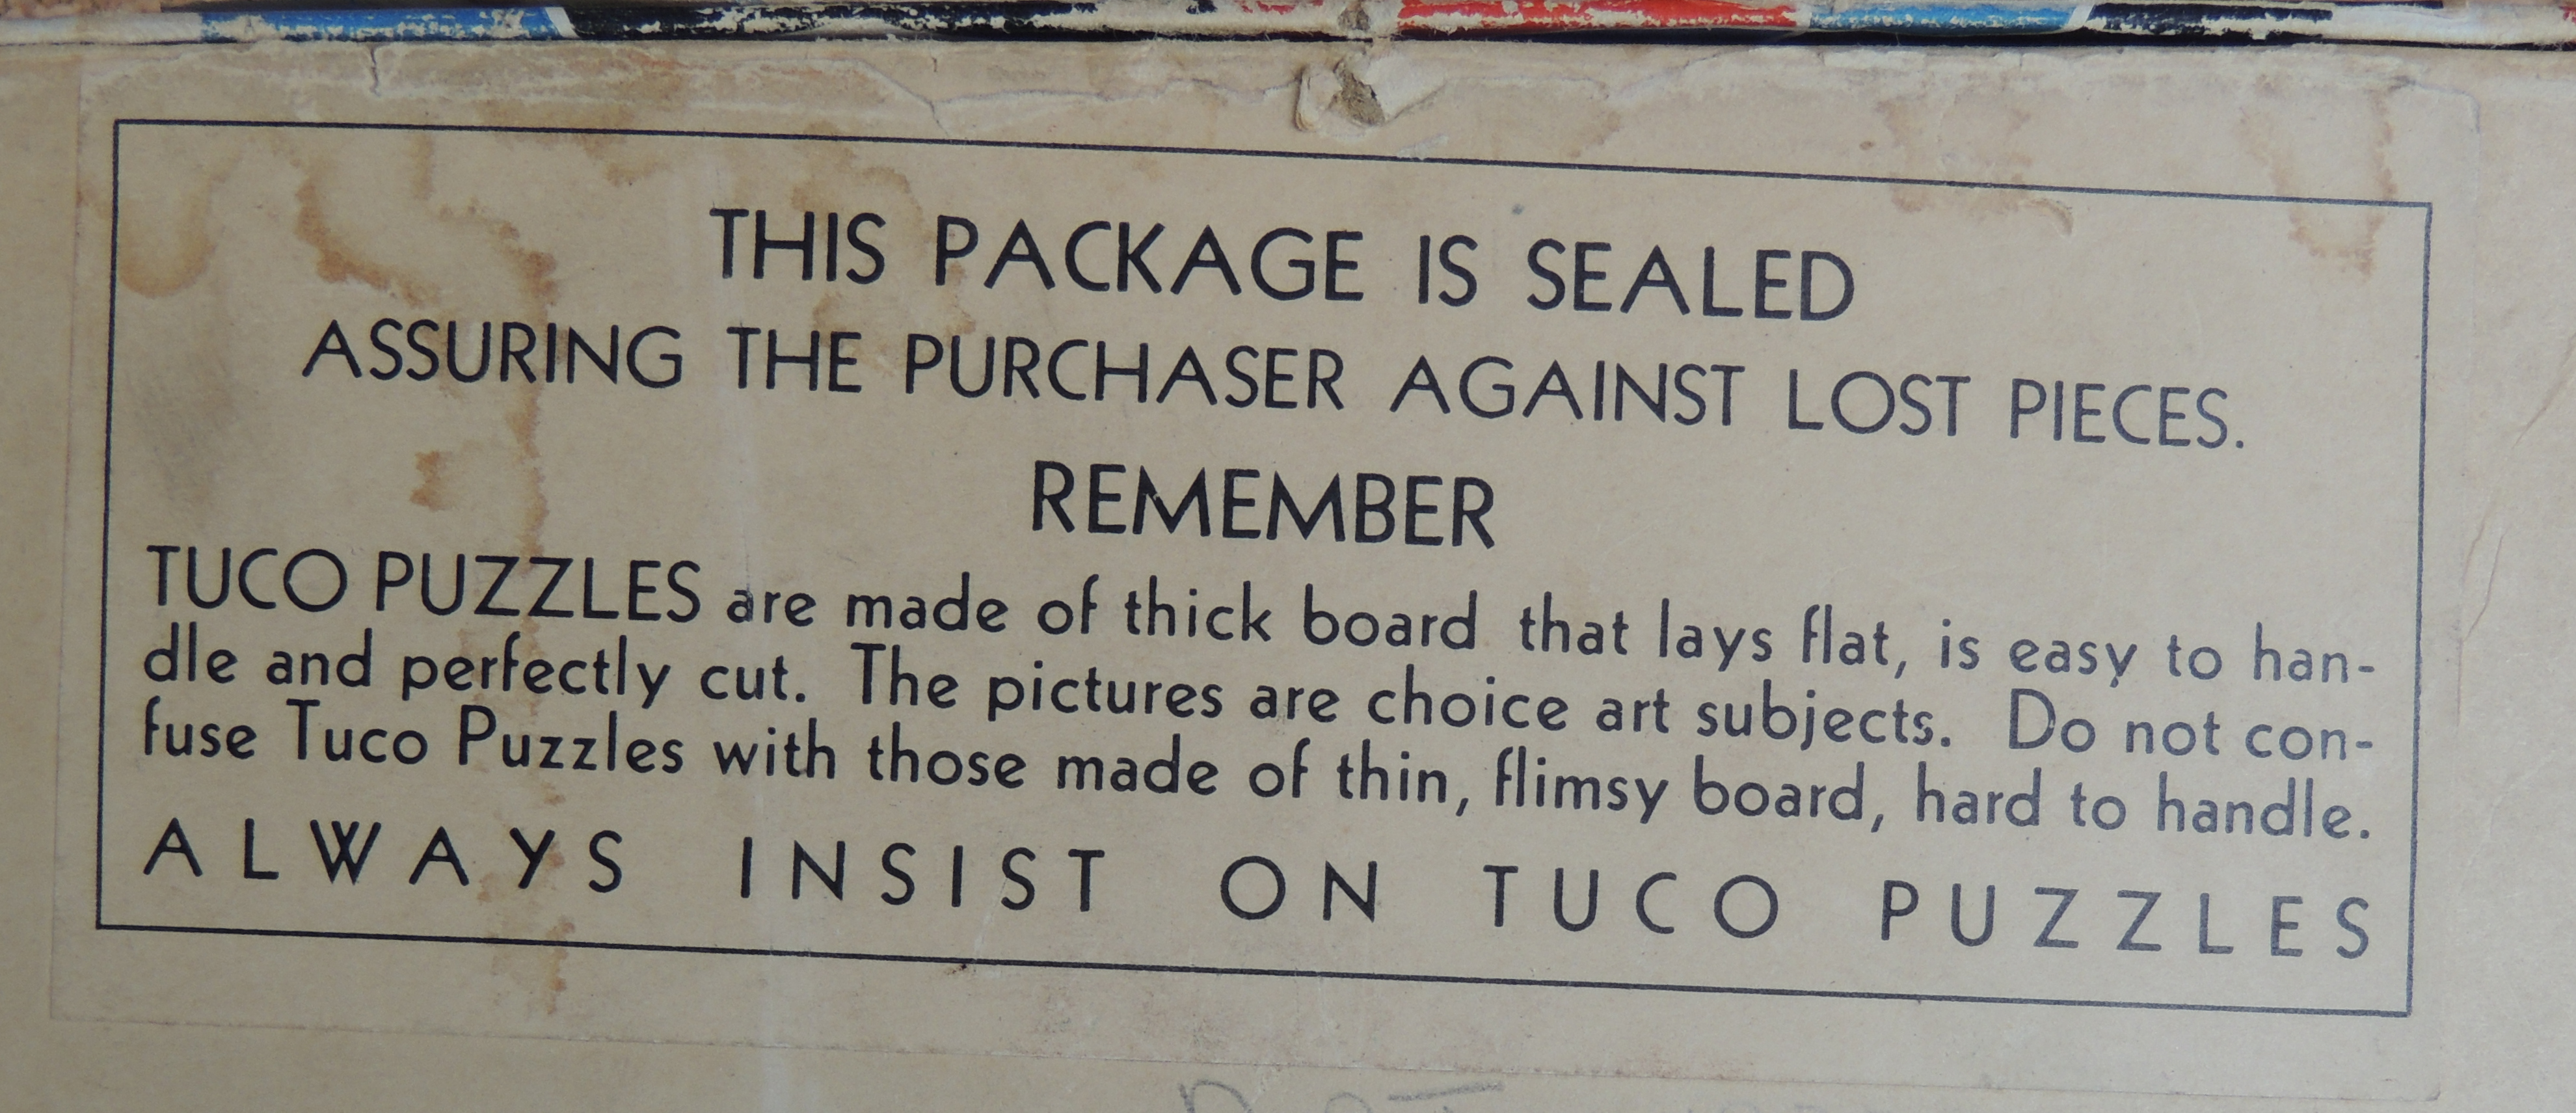 THIS PACKAGE IS SEALED
ASSURING THE PURCHASER AGAINST LOST PIECES.
REMEMBER
TUCO PUZZLES are made of thick board that lays flat, is easy to han-
dle and perfectly cut. The pictures are choice art subjects. Do not con-
fuse Tuco Puzzles with those made of thin, flimsy board, hard to handle.
ALWAYS INSIST ON TUCO PUZZLES